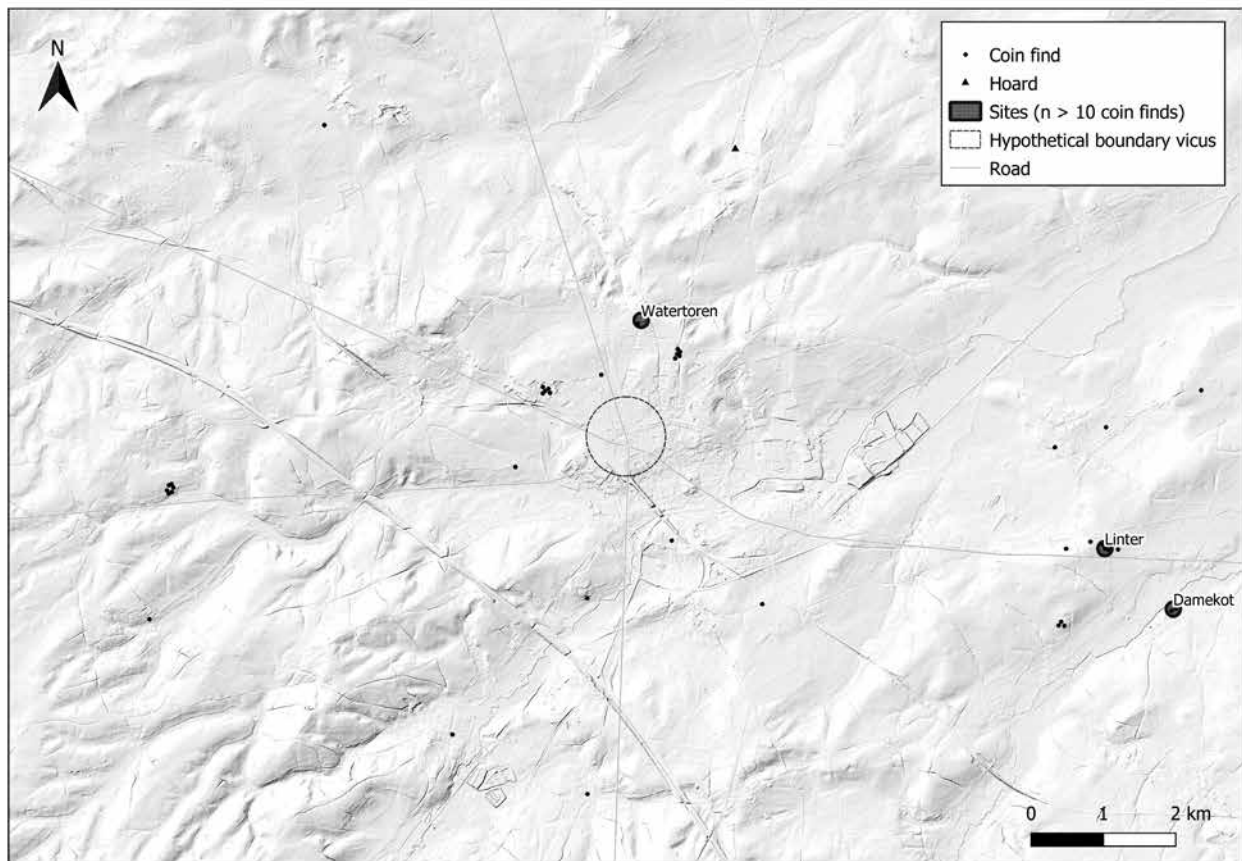 N
Coin find
Hoard
Sites (n > 10 coin finds)
Hypothetical boundary vicus
Road
Watertoren
Linter
Damekot
0 1 2 km